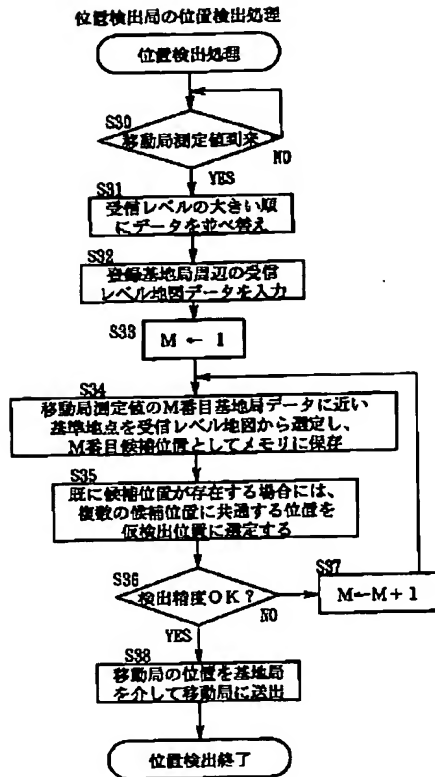 位置検出局の位置検出処理
位置検出処理
S30
移動局測定値到来
NO
YES
S31
受信レベルの大きい順
にデータを並べ替え
S32
登録基地局周辺の受信
レベル地図データを入力
S33
M ← 1
S34
移動局測定値のM番目基地局データに近い
基準地点を受信レベル地図から選定し、
M番目候補位置としてメモリに保存
S35
既に候補位置が存在する場合には、
複数の候補位置に共通する位置を
仮検出位置に選定する
S36
検出精度OK?
NO
S37
M←M+1
YES
S38
移動局の位置を基地局
を介して移動局に送出
位置検出終了